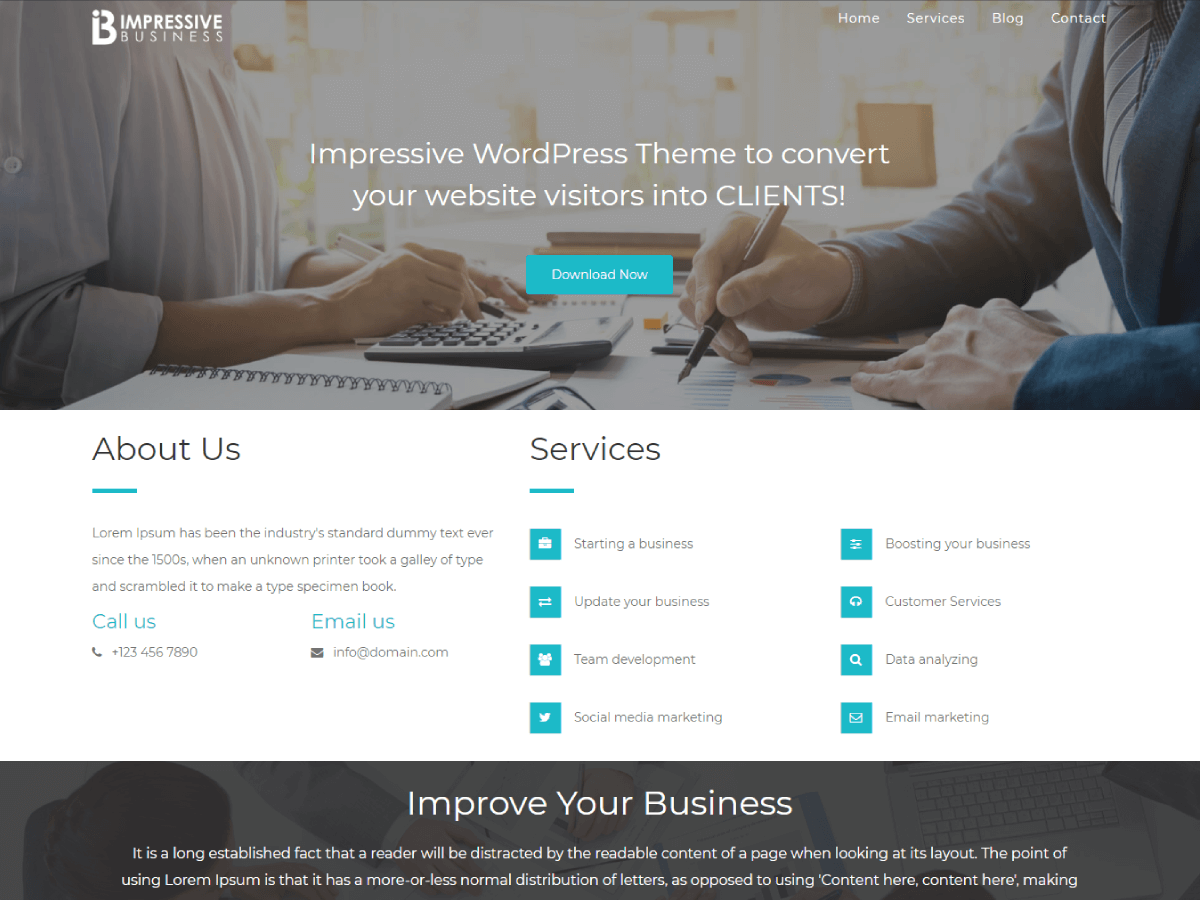 IMPRESSIVE
BUSINESS
Home Services Blog Contact
Impressive WordPress Theme to convert
your website visitors into CLIENTS!
Download Now
About Us
Lorem Ipsum has been the industry's standard dummy text ever
since the 1500s, when an unknown printer took a galley of type
and scrambled it to make a type specimen book.
Call us
+123 456 7890
Email us
info@domain.com
Services
Starting a business
Boosting your business
Update your business
Customer Services
Team development
Data analyzing
Social media marketing
Email marketing
Improve Your Business
It is a long established fact that a reader will be distracted by the readable content of a page when looking at its layout. The point of
using Lorem Ipsum is that it has a more-or-less normal distribution of letters, as opposed to using 'Content here, content here', making